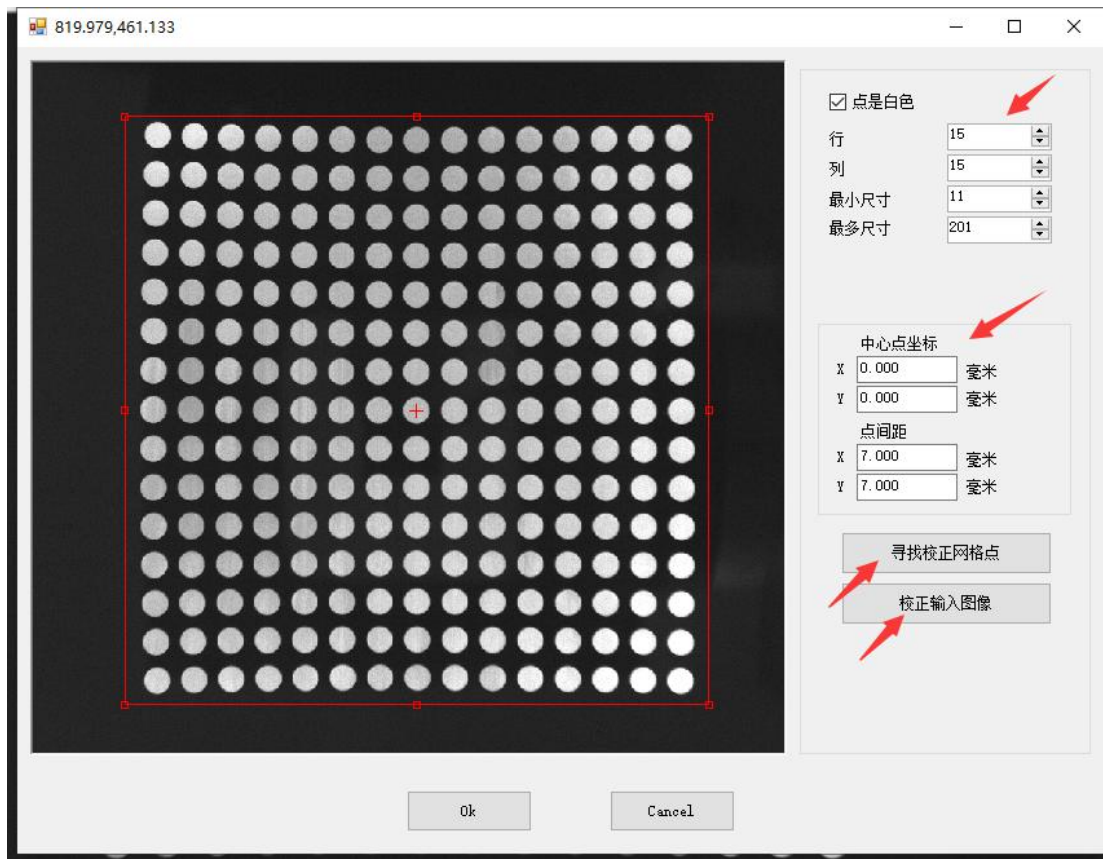 819.979,461.133
点是白色
行 15
列 15
最小尺寸 11
最多尺寸 201
中心点坐标
X 0.000 毫米
Y 0.000 毫米
点间距
X 7.000 毫米
Y 7.000 毫米
寻找校正网格点
校正输入图像
Ok Cancel